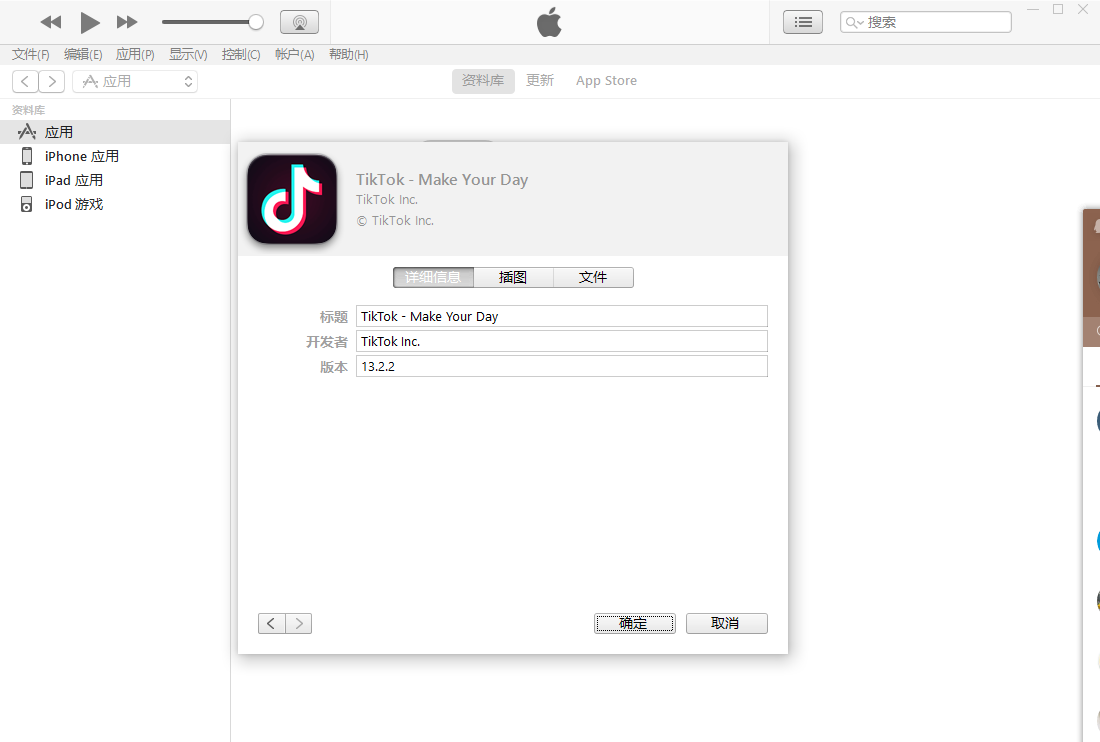 搜索
文件(F) 编辑(E) 应用(P) 显示(V) 控制(C) 帐户(A) 帮助(H)
应用 资料库 更新 App Store
资料库
应用
iPhone 应用
iPad 应用
iPod 游戏
TikTok - Make Your Day
TikTok Inc.
© TikTok Inc.
详细信息 插图 文件
标题 TikTok - Make Your Day
开发者 TikTok Inc.
版本 13.2.2
确定 取消